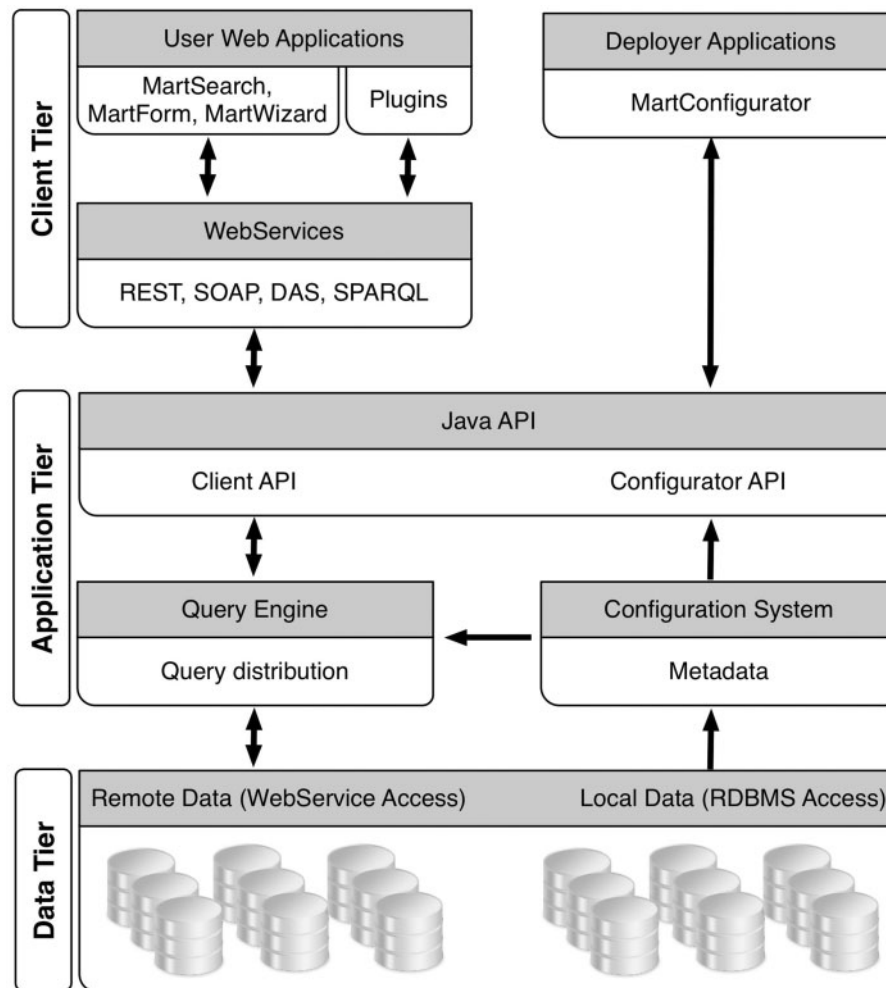 Client Tier
User Web Applications
MartSearch,
MartForm, MartWizard
Plugins
Deployer Applications
MartConfigurator
WebServices
REST, SOAP, DAS, SPARQL
Application Tier
Java API
Client API
Configurator API
Query Engine
Query distribution
Configuration System
Metadata
Data Tier
Remote Data (WebService Access)
Local Data (RDBMS Access)